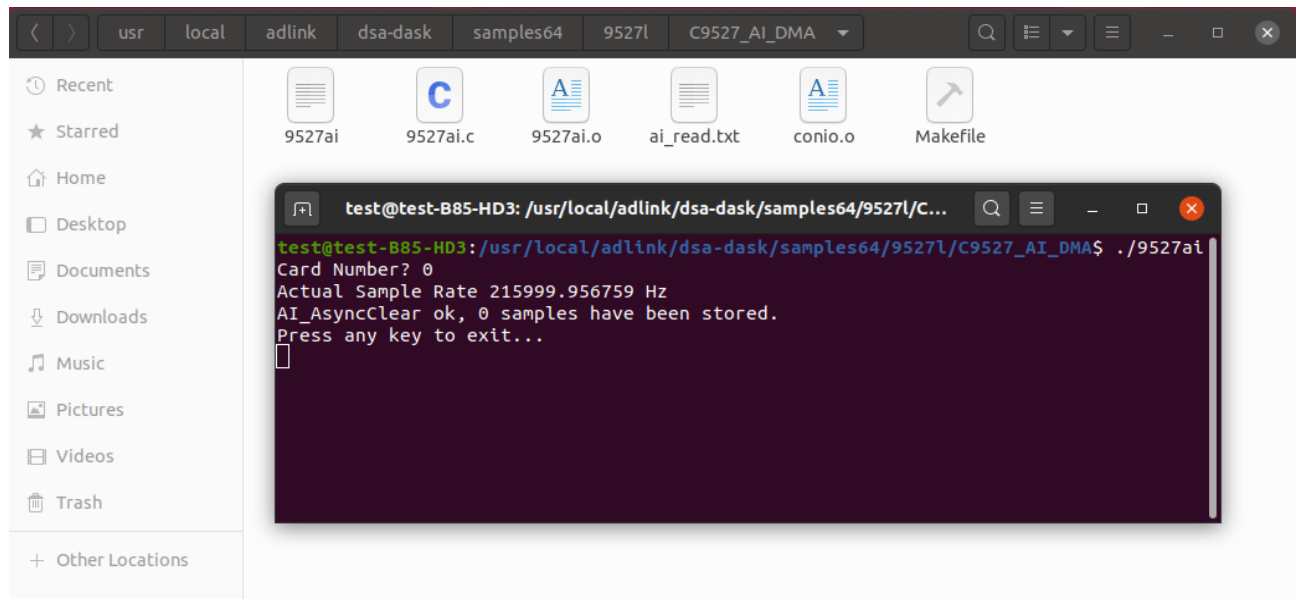 usr local adlink dsa-dask samples64 9527l C9527_AI_DMA
Recent
Starred
Home
Desktop
Documents
Downloads
Music
Pictures
Videos
Trash
+ Other Locations
9527ai 9527ai.c 9527ai.o ai_read.txt conio.o Makefile
test@test-B85-HD3: /usr/local/adlink/dsa-dask/samples64/9527l/C...
test@test-B85-HD3:/usr/local/adlink/dsa-dask/samples64/9527l/C9527_AI_DMA$ ./9527ai
Card Number? 0
Actual Sample Rate 215999.956759 Hz
AI_AsyncClear ok, 0 samples have been stored.
Press any key to exit...